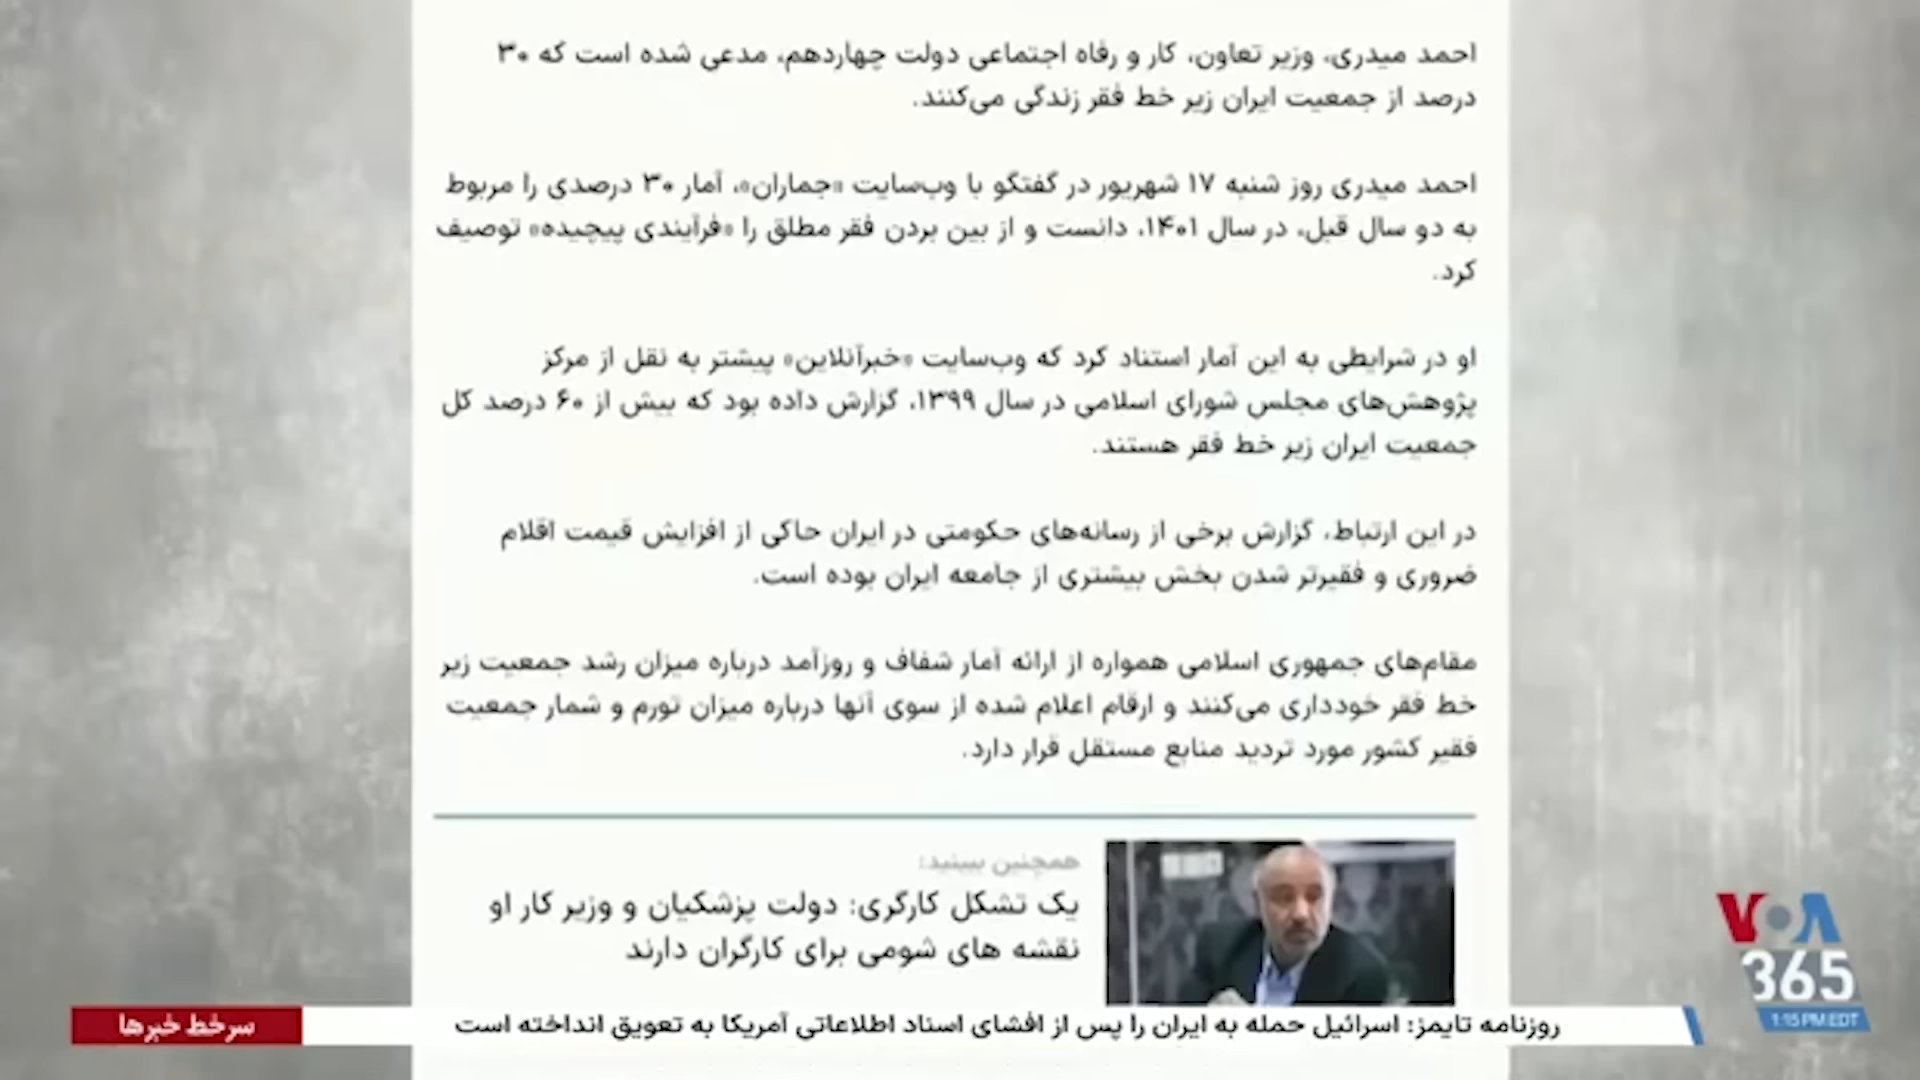 احمد میدری، وزیر تعاون، کار و رفاه اجتماعی دولت چهاردهم، مدعی شده است که ۳۰
درصد از جمعیت ایران زیر خط فقر زندگی می‌کنند.
احمد میدری روز شنبه ۱۷ شهریور در گفتگو با وب‌سایت «جماران»، آمار ۳۰ درصدی را مربوط
به دو سال قبل، در سال ۱۴۰۱، دانست و از بین بردن فقر مطلق را «فرآیندی پیچیده» توصیف
کرد.
او در شرایطی به این آمار استناد کرد که وب‌سایت «خبرآنلاین» پیشتر به نقل از مرکز
پژوهش‌های مجلس شورای اسلامی در سال ۱۳۹۹، گزارش داده بود که بیش از ۶۰ درصد کل
جمعیت ایران زیر خط فقر هستند.
در این ارتباط، گزارش برخی از رسانه‌های حکومتی در ایران حاکی از افزایش قیمت اقلام
ضروری و فقیرتر شدن بخش بیشتری از جامعه ایران بوده است.
مقام‌های جمهوری اسلامی همواره از ارائه آمار شفاف و روزآمد درباره میزان رشد جمعیت زیر
خط فقر خودداری می‌کنند و ارقام اعلام شده از سوی آنها درباره میزان تورم و شمار جمعیت
فقیر کشور مورد تردید منابع مستقل قرار دارد.
همچنین ببینید:
یک تشکل کارگری: دولت پزشکیان و وزیر کار او
نقشه های شومی برای کارگران دارند
VOA
365
1:15 PM EDT
سرخط خبرها
روزنامه تایمز: اسرائیل حمله به ایران را پس از افشای اسناد اطلاعاتی آمریکا به تعویق انداخته است